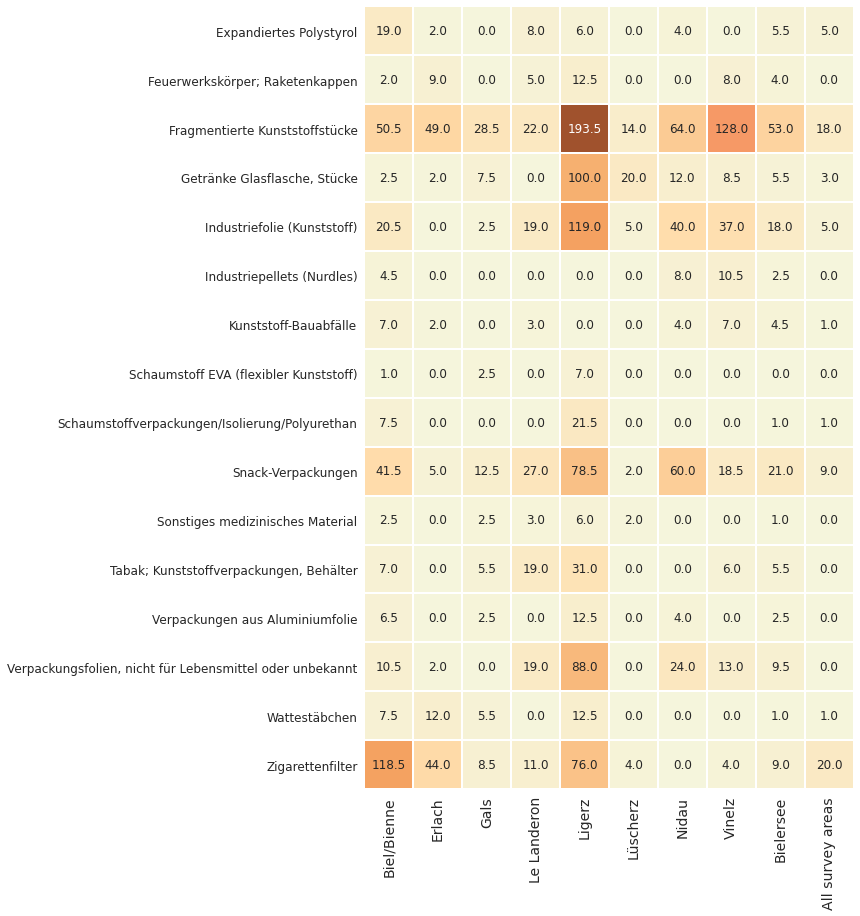 Expandiertes Polystyrol 19.0 2.0 0.0 8.0 6.0 0.0 4.0 0.0 5.5 5.0
Feuerwerkskörper; Raketenkappen 2.0 9.0 0.0 5.0 12.5 0.0 0.0 8.0 4.0 0.0
Fragmentierte Kunststoffstücke 50.5 49.0 28.5 22.0 193.5 14.0 64.0 128.0 53.0 18.0
Getränke Glasflasche, Stücke 2.5 2.0 7.5 0.0 100.0 20.0 12.0 8.5 5.5 3.0
Industriefolie (Kunststoff) 20.5 0.0 2.5 19.0 119.0 5.0 40.0 37.0 18.0 5.0
Industriepellets (Nurdles) 4.5 0.0 0.0 0.0 0.0 0.0 8.0 10.5 2.5 0.0
Kunststoff-Bauabfälle 7.0 2.0 0.0 3.0 0.0 0.0 4.0 7.0 4.5 1.0
Schaumstoff EVA (flexibler Kunststoff) 1.0 0.0 2.5 0.0 7.0 0.0 0.0 0.0 0.0 0.0
Schaumstoffverpackungen/Isolierung/Polyurethan 7.5 0.0 0.0 0.0 21.5 0.0 0.0 0.0 1.0 1.0
Snack-Verpackungen 41.5 5.0 12.5 27.0 78.5 2.0 60.0 18.5 21.0 9.0
Sonstiges medizinisches Material 2.5 0.0 2.5 3.0 6.0 2.0 0.0 0.0 1.0 0.0
Tabak; Kunststoffverpackungen, Behälter 7.0 0.0 5.5 19.0 31.0 0.0 0.0 6.0 5.5 0.0
Verpackungen aus Aluminiumfolie 6.5 0.0 2.5 0.0 12.5 0.0 4.0 0.0 2.5 0.0
Verpackungsfolien, nicht für Lebensmittel oder unbekannt 10.5 2.0 0.0 19.0 88.0 0.0 24.0 13.0 9.5 0.0
Wattestäbchen 7.5 12.0 5.5 0.0 12.5 0.0 0.0 0.0 1.0 1.0
Zigarettenfilter 118.5 44.0 8.5 11.0 76.0 4.0 0.0 4.0 9.0 20.0
Biel/Bienne
Erlach
Gals
Le Landeron
Ligerz
Lüscherz
Nidau
Vinelz
Bielersee
All survey areas